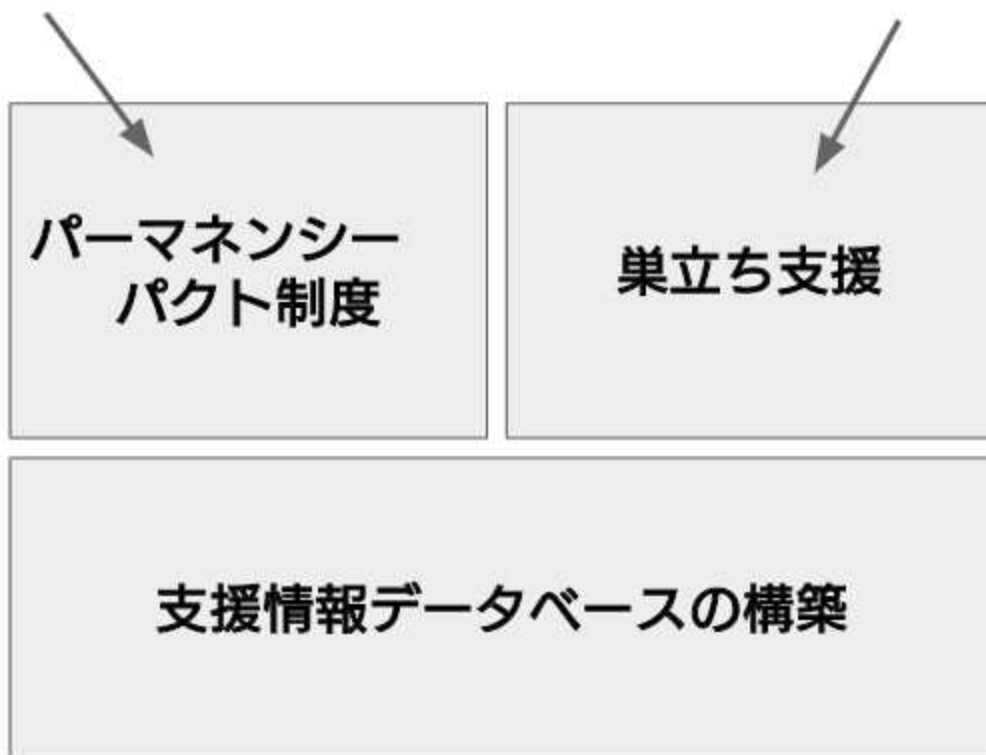 パーマネンシー
パクト制度
巣立ち支援
支援情報データベースの構築